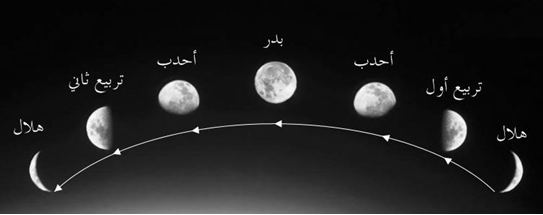 هلال
تربيع أول
أحدب
بدر
أحدب
تربيع ثاني
هلال